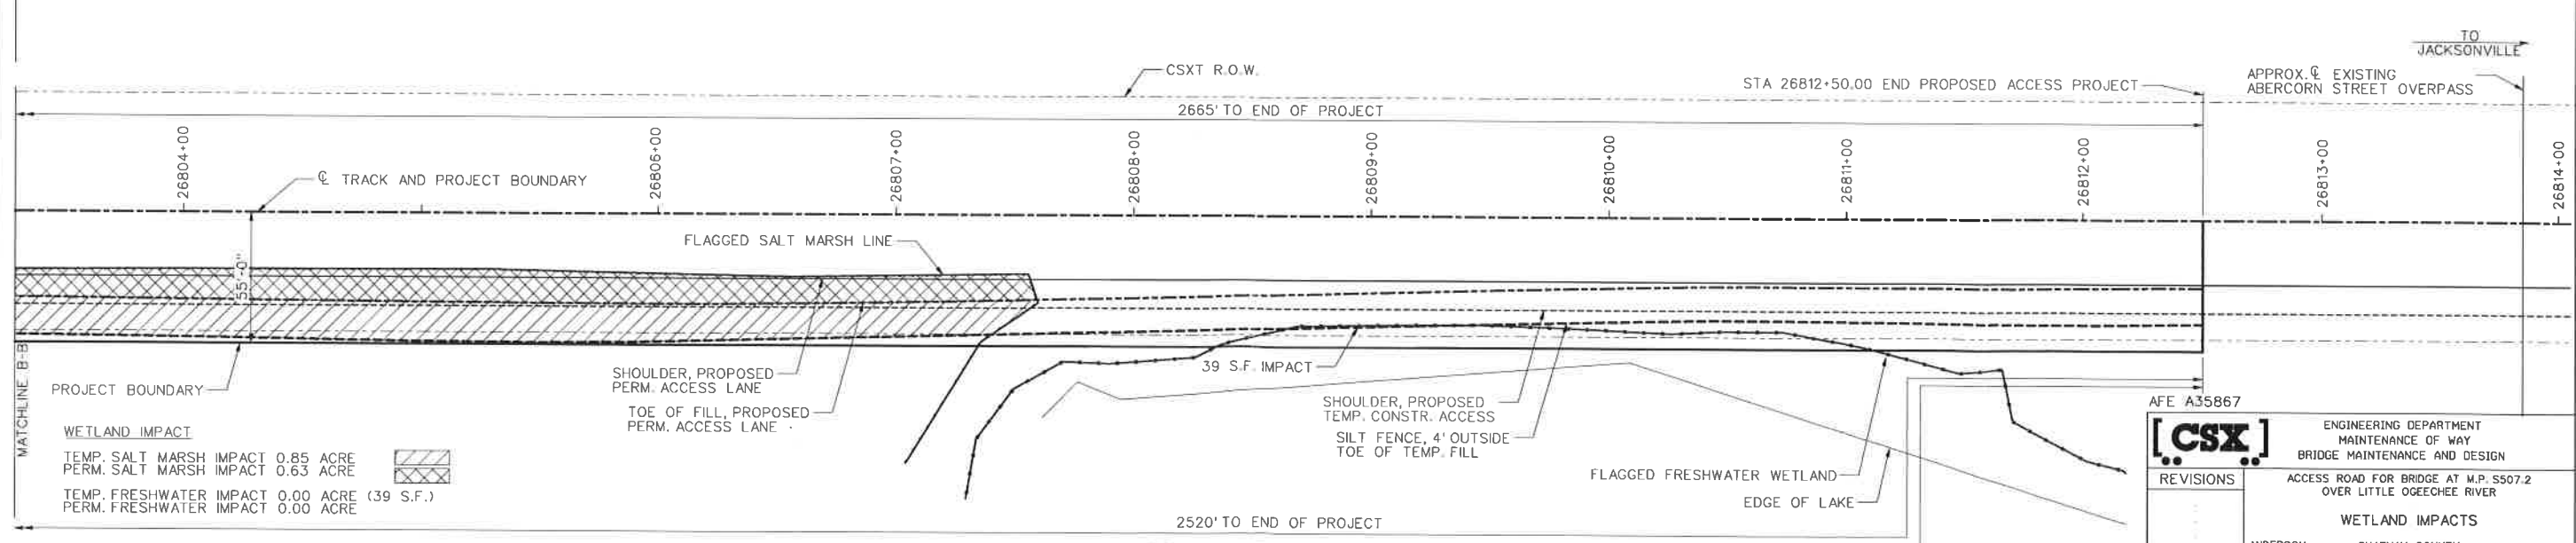 TO
JACKSONVILLE
CSXT R.O.W.
STA 26812+50.00 END PROPOSED ACCESS PROJECT
APPROX. ℄ EXISTING
ABERCORN STREET OVERPASS
2665' TO END OF PROJECT
26804+00
26806+00
26807+00
26808+00
26809+00
26810+00
26811+00
26812+00
26813+00
26814+00
℄ TRACK AND PROJECT BOUNDARY
FLAGGED SALT MARSH LINE
55'-0"
MATCHLINE B-B
PROJECT BOUNDARY
SHOULDER, PROPOSED
PERM. ACCESS LANE
TOE OF FILL, PROPOSED
PERM. ACCESS LANE
39 S.F. IMPACT
SHOULDER, PROPOSED
TEMP. CONSTR. ACCESS
SILT FENCE, 4' OUTSIDE
TOE OF TEMP. FILL
FLAGGED FRESHWATER WETLAND
EDGE OF LAKE
WETLAND IMPACT
TEMP. SALT MARSH IMPACT 0.85 ACRE
PERM. SALT MARSH IMPACT 0.63 ACRE
TEMP. FRESHWATER IMPACT 0.00 ACRE (39 S.F.)
PERM. FRESHWATER IMPACT 0.00 ACRE
2520' TO END OF PROJECT
AFE A35867
[CSX]
ENGINEERING DEPARTMENT
MAINTENANCE OF WAY
BRIDGE MAINTENANCE AND DESIGN
REVISIONS
ACCESS ROAD FOR BRIDGE AT M.P. S507.2
OVER LITTLE OGEECHEE RIVER
WETLAND IMPACTS